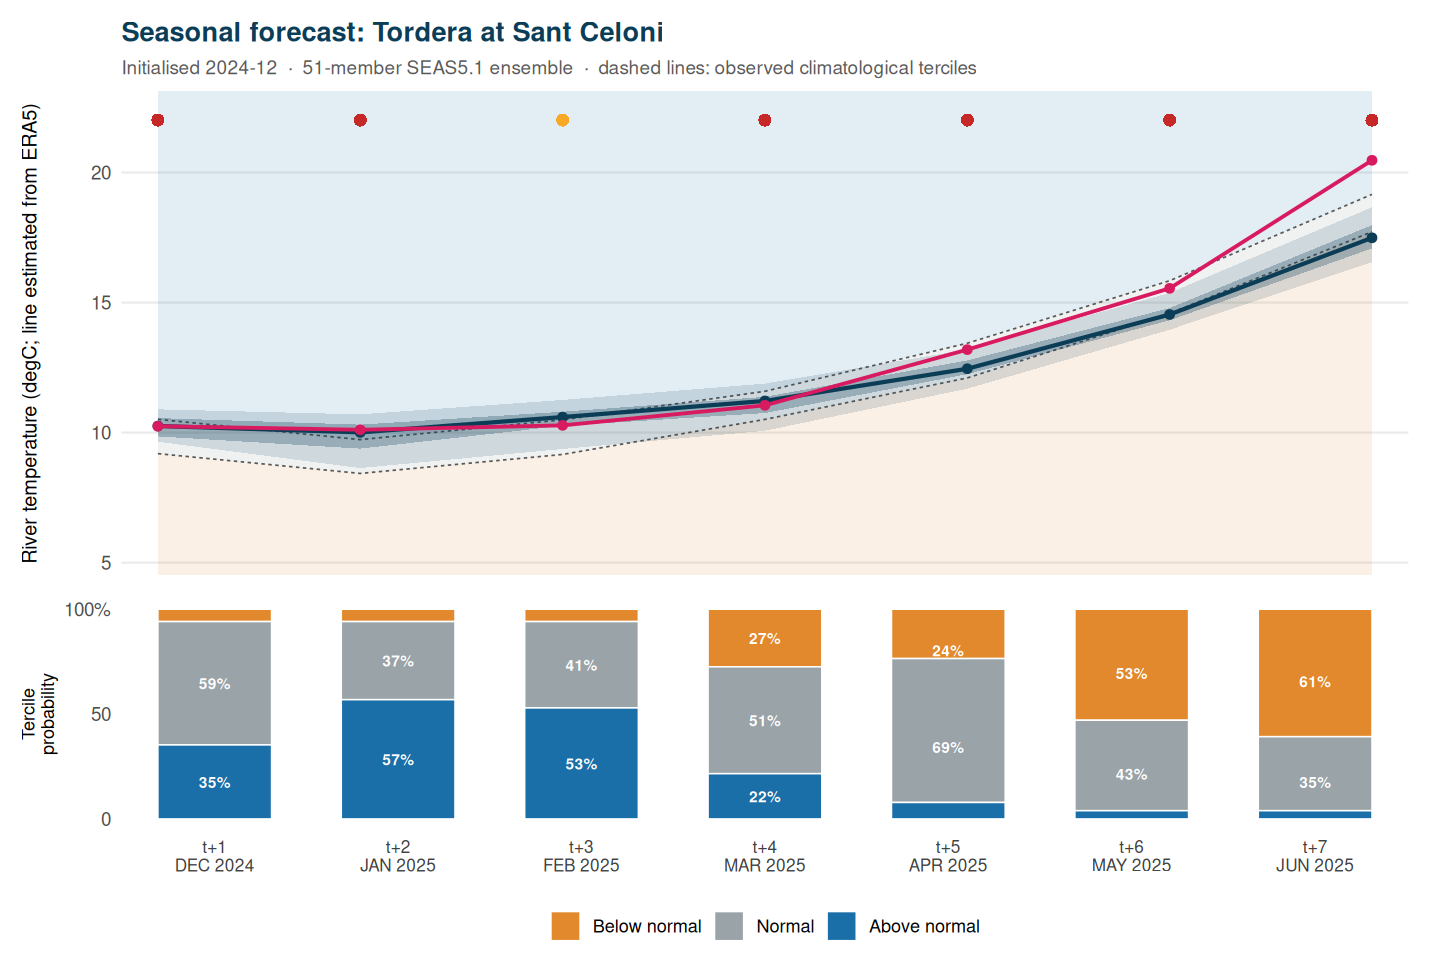 Seasonal forecast: Tordera at Sant Celoni
Initialised 2024-12 · 51-member SEAS5.1 ensemble · dashed lines: observed climatological terciles
River temperature (degC; line estimated from ERA5)
20
15
10
5
Tercile
probability
100%
50
0
59%
35%
37%
57%
41%
53%
27%
51%
22%
24%
69%
53%
43%
61%
35%
t+1
DEC 2024
t+2
JAN 2025
t+3
FEB 2025
t+4
MAR 2025
t+5
APR 2025
t+6
MAY 2025
t+7
JUN 2025
Below normal
Normal
Above normal